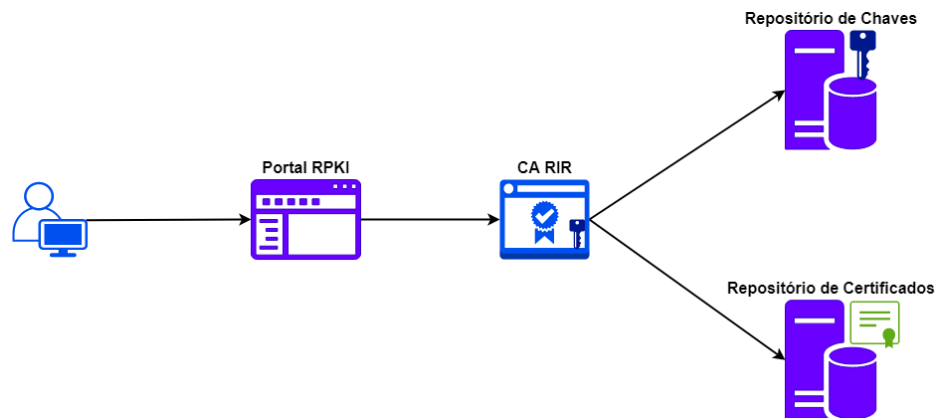 Repositório de Chaves
Portal RPKI
CA RIR
Repositório de Certificados